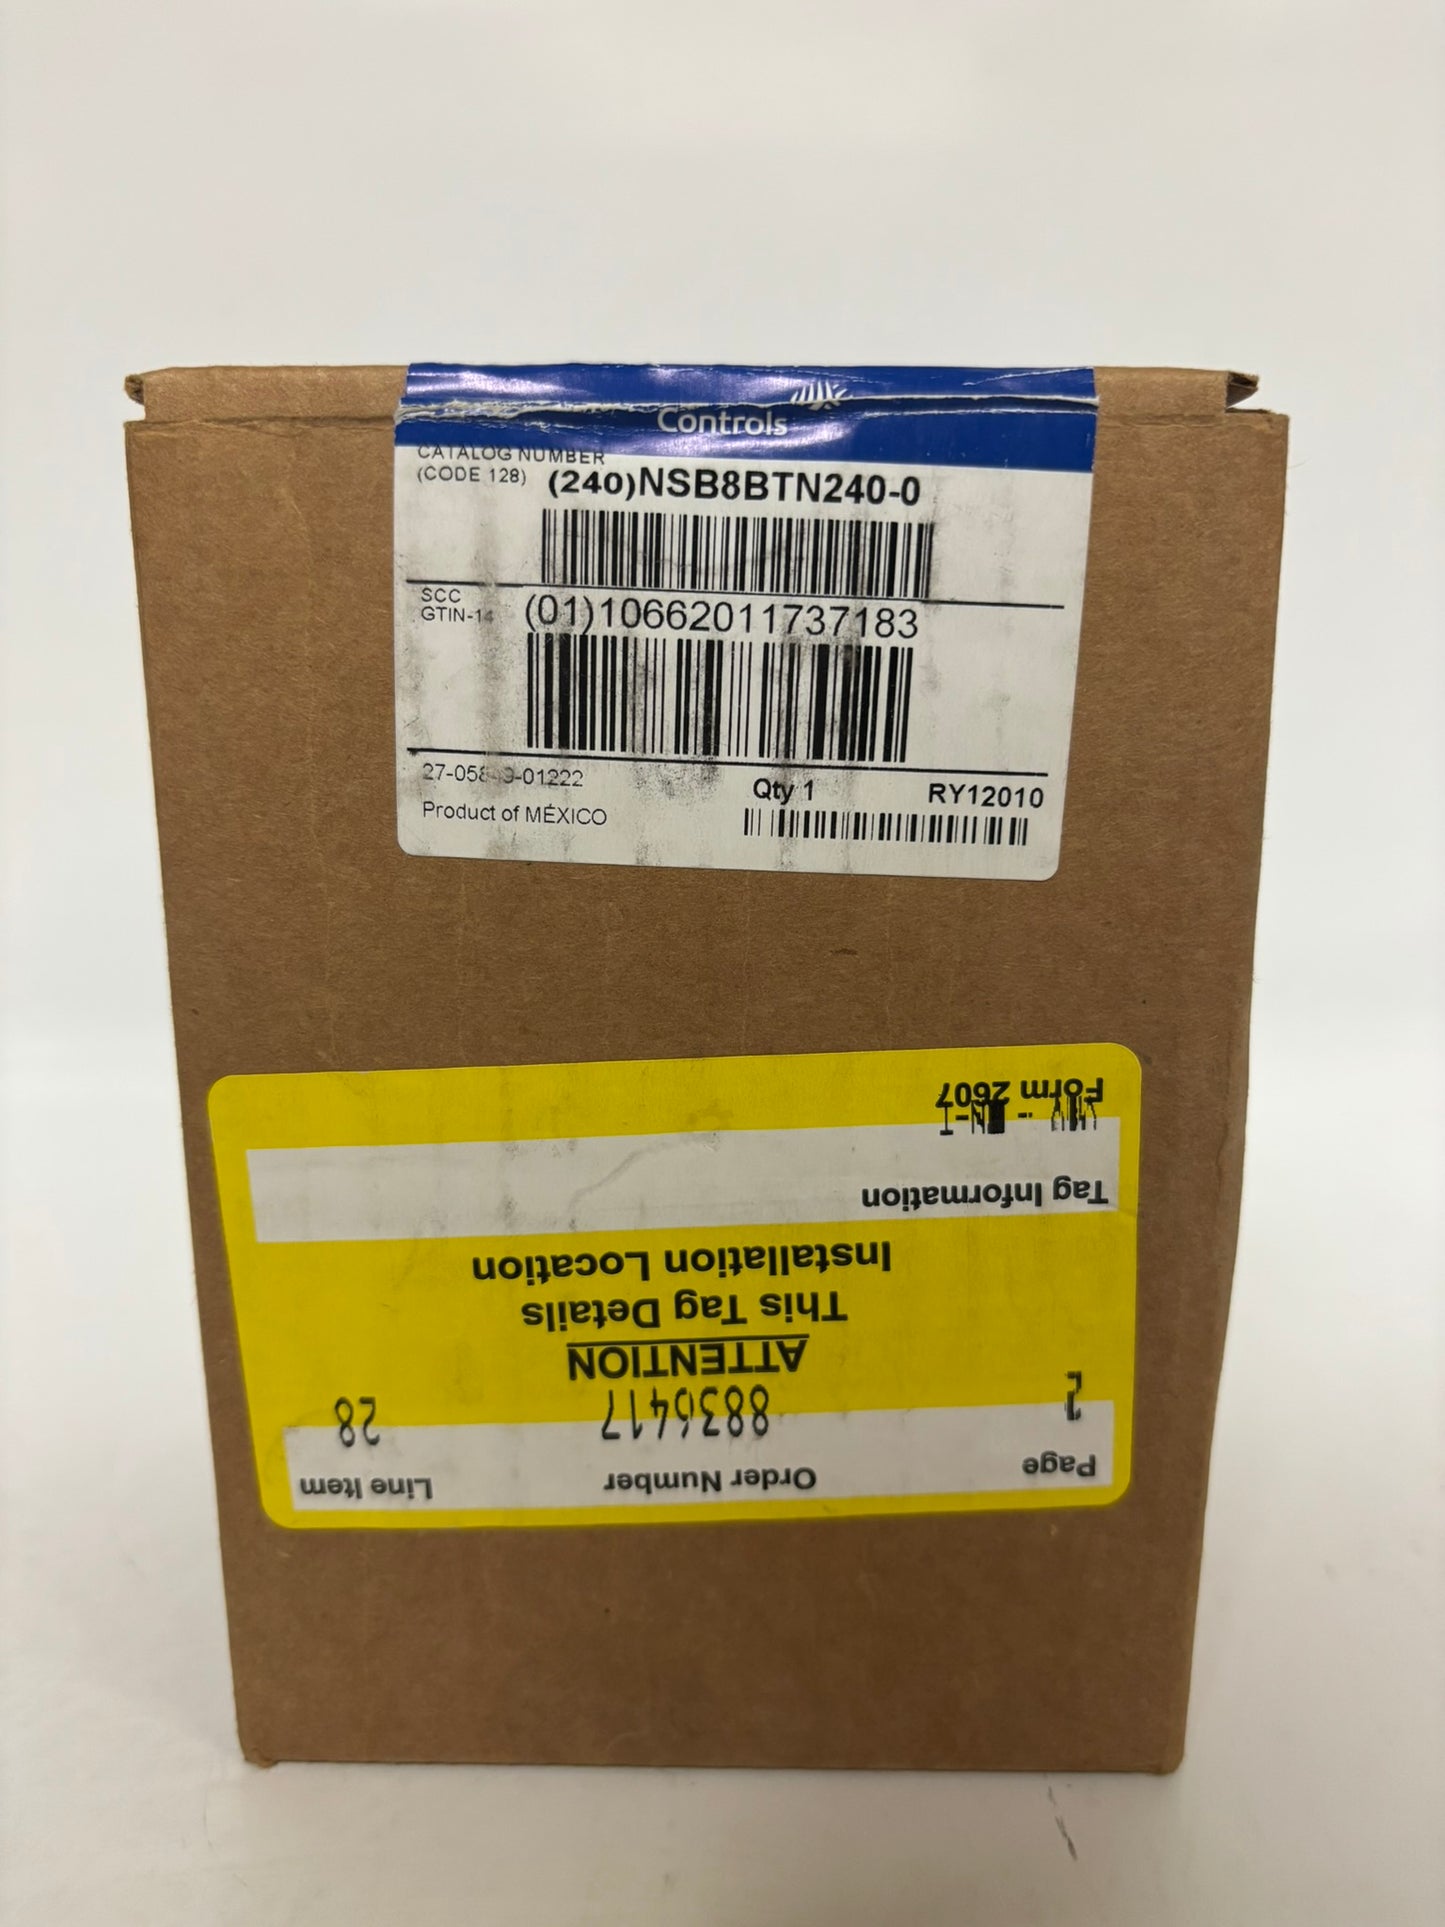 Controls
CATALOG NUMBER
(CODE 128) (240)NSB8BTN240-0
SCC
GTIN-14 (01)10662011737183
Qty 1 RY12010
Product of MÉXICO
Page Order Number Line Item
2 8836417 28
ATTENTION
This Tag Details
Installation Location
Tag Information
Form 2607